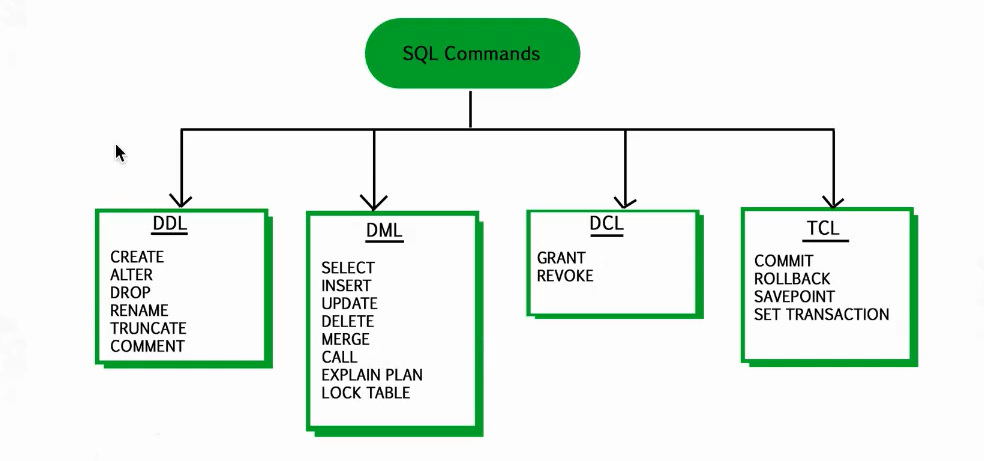 SQL Commands
DDL
CREATE
ALTER
DROP
RENAME
TRUNCATE
COMMENT
DML
SELECT
INSERT
UPDATE
DELETE
MERGE
CALL
EXPLAIN PLAN
LOCK TABLE
DCL
GRANT
REVOKE
TCL
COMMIT
ROLLBACK
SAVEPOINT
SET TRANSACTION